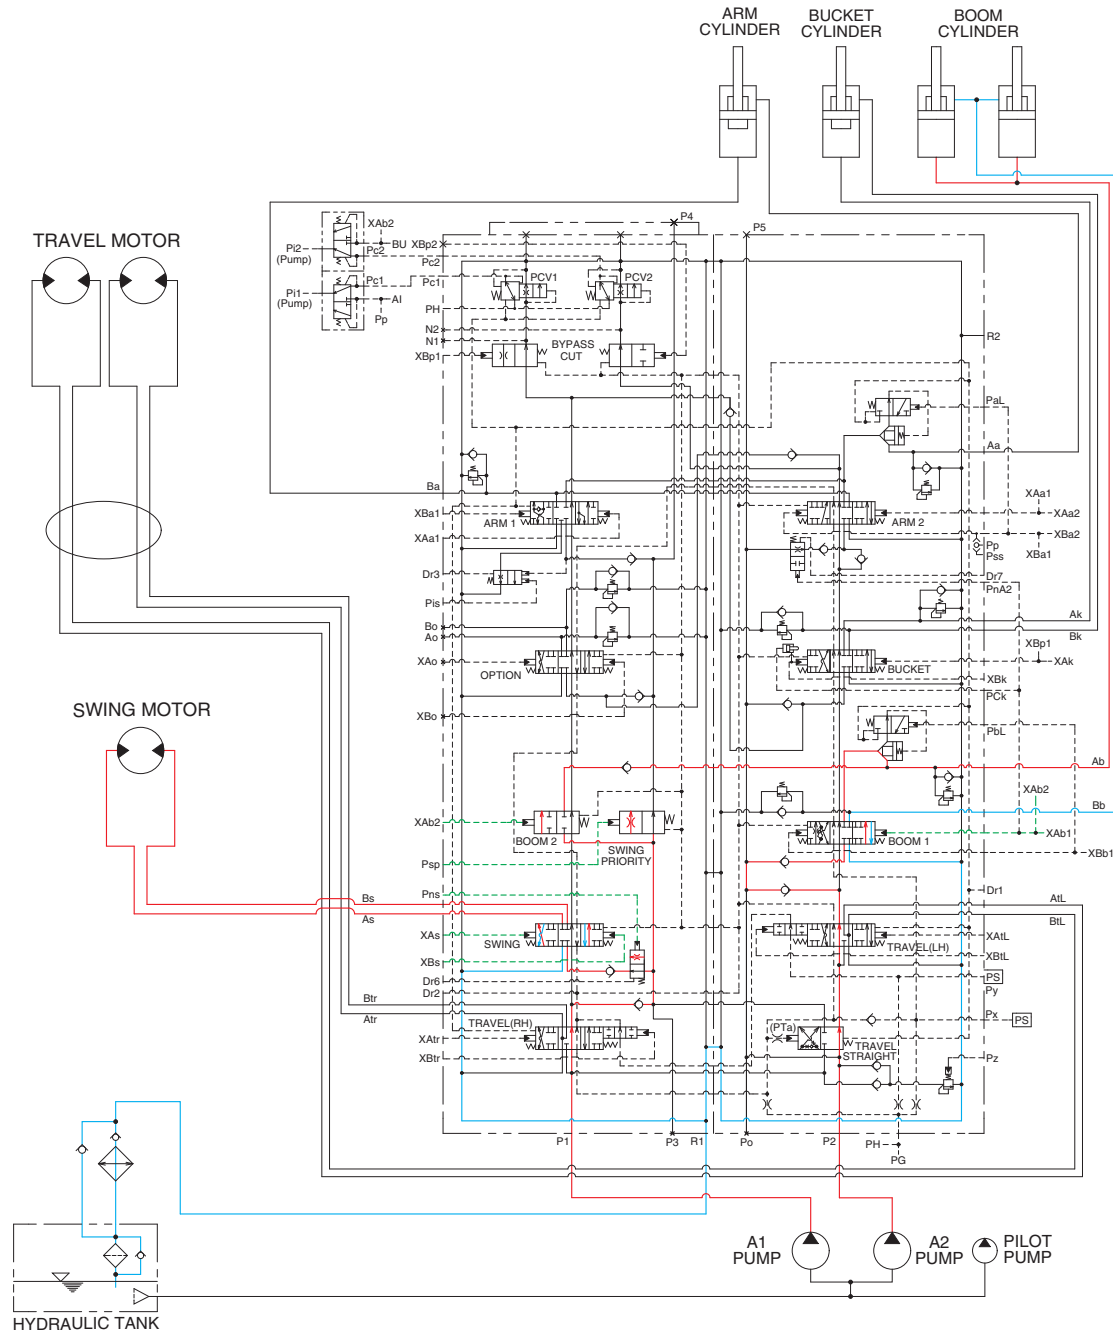 ARM
CYLINDER
BUCKET
CYLINDER
BOOM
CYLINDER
TRAVEL MOTOR
XAb2
Pi2
(Pump)
BU
Pc2
Pc1
Pi1
(Pump)
AI
Pp
XBp2
Pc2
Pc1
PH
N2
N1
XBp1
P4
P5
PCV1
PCV2
BYPASS
CUT
R2
PaL
Aa
Ba
XBa1
ARM 1
XAa1
ARM 2
XAa1
XAa2
XBa2
XBa1
Pp
Pss
Dr3
Pis
Dr7
PnA2
Bo
Ao
XAo
OPTION
XBo
Ak
Bk
XBp1
XAk
BUCKET
XBk
PCk
PbL
SWING MOTOR
Ab
XAb2
Bb
XAb2
BOOM 2
SWING
PRIORITY
Psp
BOOM 1
XAb1
XBb1
Pns
Bs
As
XAs
SWING
XBs
Dr6
Dr2
Dr1
AtL
BtL
XAtL
TRAVEL(LH)
XBtL
PS
Py
Px
PS
Btr
Atr
TRAVEL(RH)
XAtr
XBtr
(PTa)
TRAVEL
STRAIGHT
Pz
P1
P3
R1
Po
P2
PH
PG
A1
PUMP
A2
PUMP
PILOT
PUMP
HYDRAULIC TANK